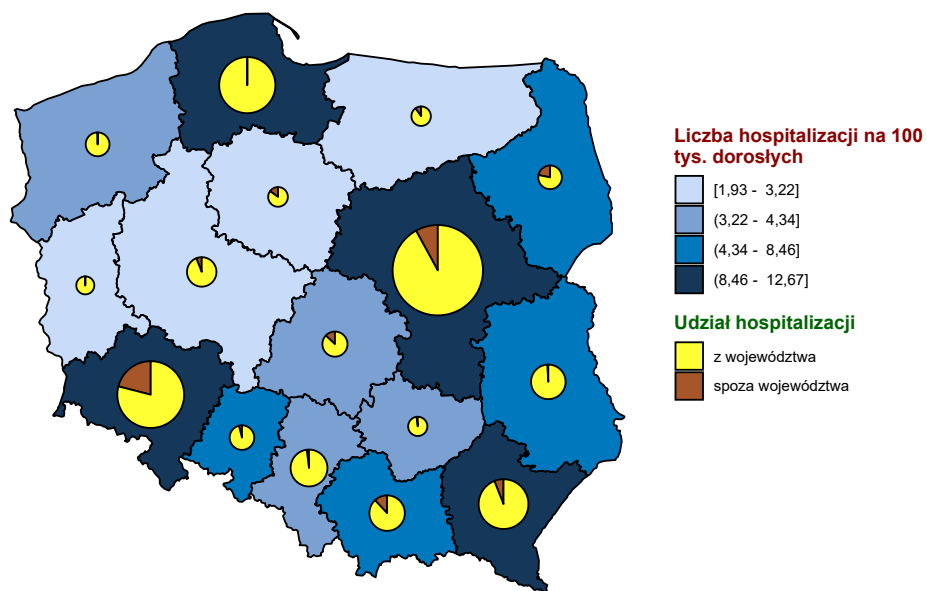 Liczba hospitalizacji na 100
tys. dorosłych
[1,93 - 3,22]
(3,22 - 4,34]
(4,34 - 8,46]
(8,46 - 12,67]
Udział hospitalizacji
z województwa
spoza województwa